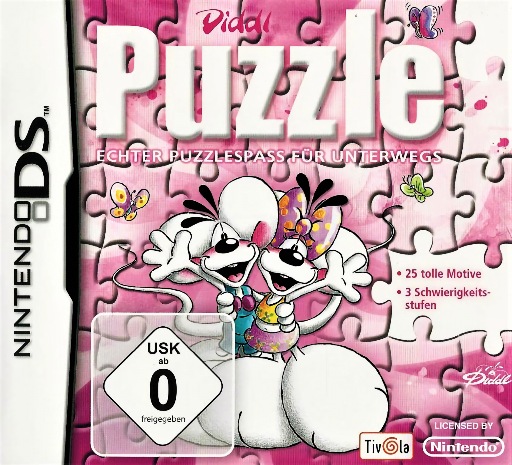 Diddl
Puzzle
ECHTER PUZZLESPASS FÜR UNTERWEGS
NINTENDO DS™
• 25 tolle Motive
• 3 Schwierigkeits-
stufen
USK
ab
0
freigegeben
Diddl
Tivola
LICENSED BY
Nintendo